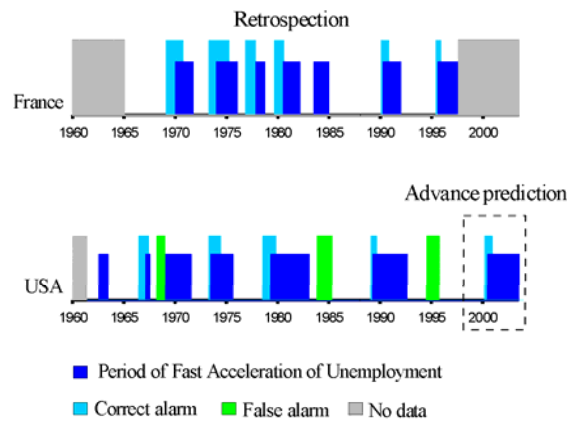 Retrospection
France
1960 1965 1970 1975 1980 1985 1990 1995 2000
Advance prediction
USA
1960 1965 1970 1975 1980 1985 1990 1995 2000
Period of Fast Acceleration of Unemployment
Correct alarm False alarm No data